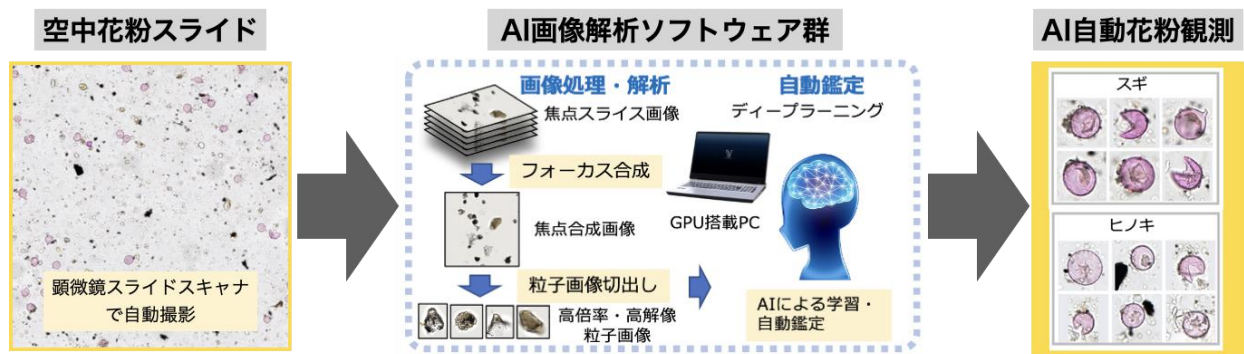 空中花粉スライド
顕微鏡スライドスキャナ
で自動撮影
AI画像解析ソフトウェア群
画像処理・解析
焦点スライス画像
フォーカス合成
焦点合成画像
粒子画像切出し
高倍率・高解像
粒子画像
自動鑑定
ディープラーニング
GPU搭載PC
AIによる学習・
自動鑑定
AI自動花粉観測
スギ
ヒノキ